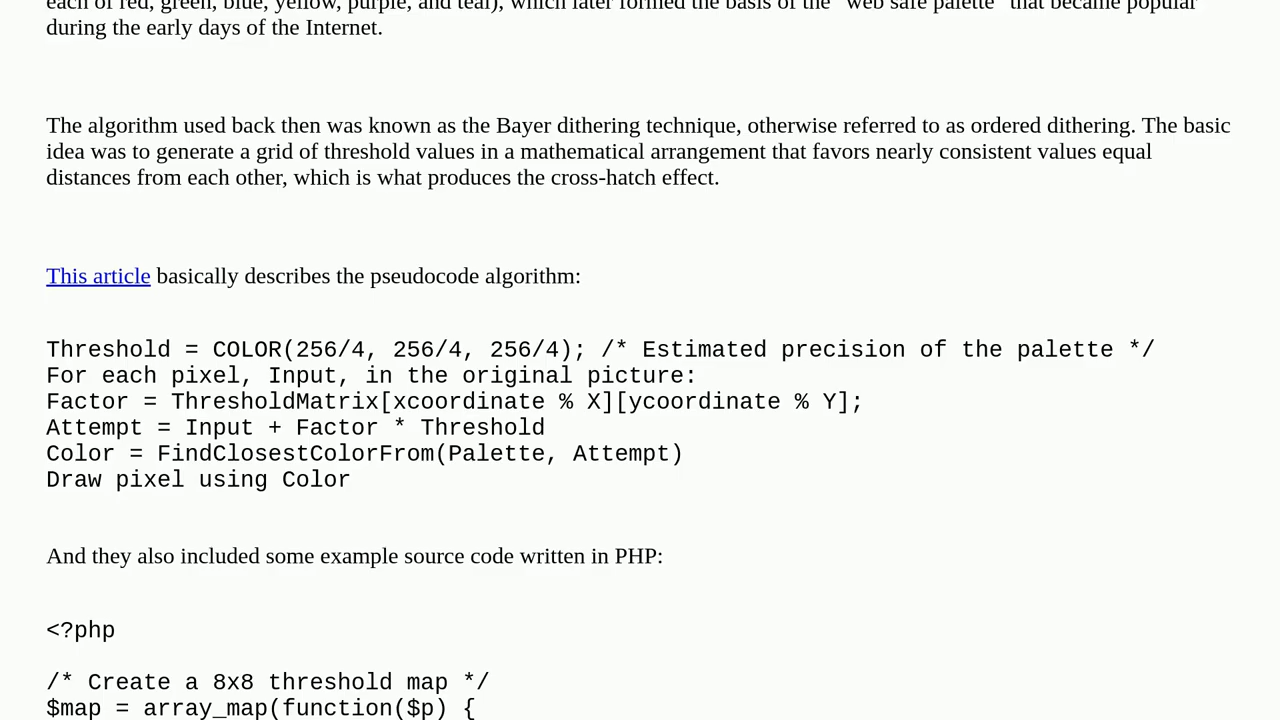 each of red, green, blue, yellow, purple, and teal), which later formed the basis of the "web safe palette" that became popular
during the early days of the Internet.
The algorithm used back then was known as the Bayer dithering technique, otherwise referred to as ordered dithering. The basic
idea was to generate a grid of threshold values in a mathematical arrangement that favors nearly consistent values equal
distances from each other, which is what produces the cross-hatch effect.
This article basically describes the pseudocode algorithm:
Threshold = COLOR(256/4, 256/4, 256/4); /* Estimated precision of the palette */
For each pixel, Input, in the original picture:
Factor = ThresholdMatrix[xcoordinate % X][ycoordinate % Y];
Attempt = Input + Factor * Threshold
Color = FindClosestColorFrom(Palette, Attempt)
Draw pixel using Color
And they also included some example source code written in PHP:
<?php
/* Create a 8x8 threshold map */
$map = array_map(function($p) {